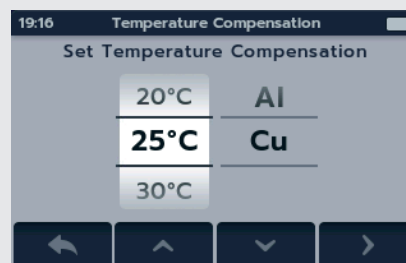 19:16 Temperature Compensation
Set Temperature Compensation
20°C Al
25°C Cu
30°C